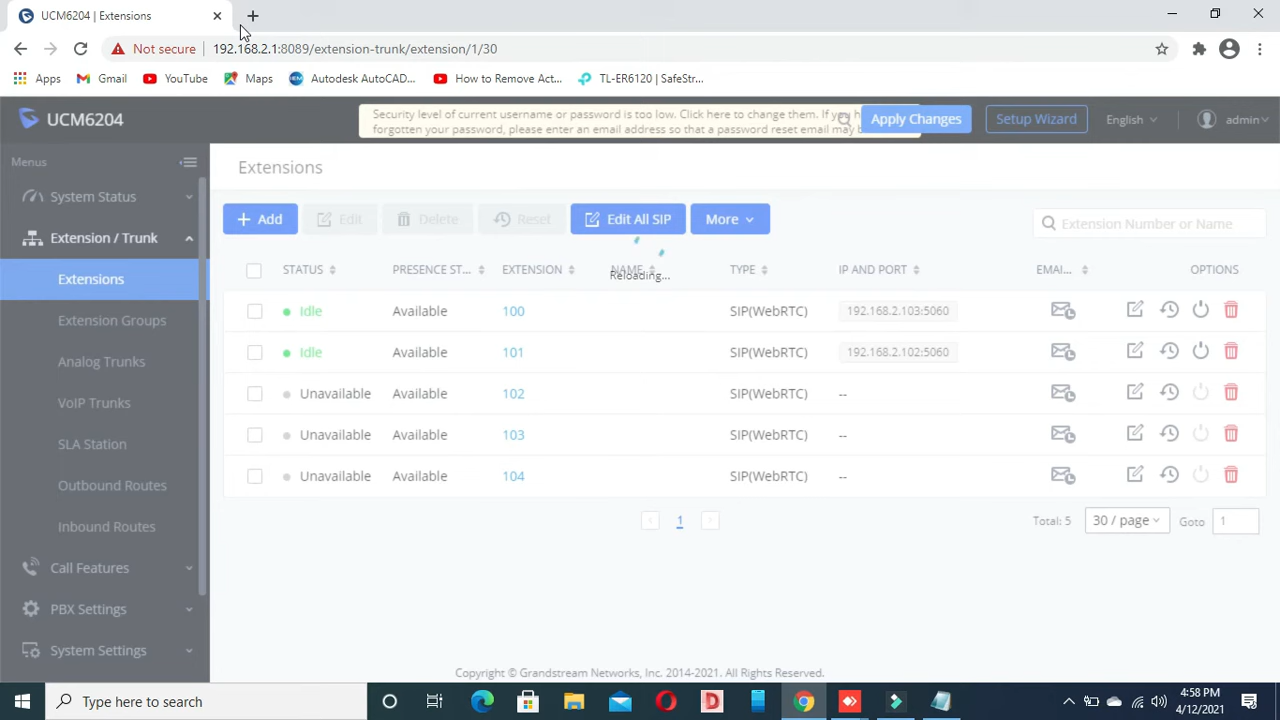 UCM6204 | Extensions
Not secure
192.168.2.1:8089/extension-trunk/extension/1/30
Apps
Gmail
YouTube
Maps
Autodesk AutoCAD...
How to Remove Act...
TL-ER6120 | SafeStr...
UCM6204
Security level of current username or password is too low. Click here to change them. If you h
forgotten your password, please enter an email address so that a password reset email may be
Apply Changes
Setup Wizard
English
admin
Menus
System Status
Extension / Trunk
Extensions
Extension Groups
Analog Trunks
VoIP Trunks
SLA Station
Outbound Routes
Inbound Routes
Call Features
PBX Settings
System Settings
Extensions
Add
Edit
Delete
Reset
Edit All SIP
More
Extension Number or Name
Reloading...
STATUS PRESENCE ST... EXTENSION NAME TYPE IP AND PORT EMAI... OPTIONS
Idle Available 100 SIP(WebRTC) 192.168.2.103:5060
Idle Available 101 SIP(WebRTC) 192.168.2.102:5060
Unavailable Available 102 SIP(WebRTC) --
Unavailable Available 103 SIP(WebRTC) --
Unavailable Available 104 SIP(WebRTC) --
< 1 >
Total: 5 30 / page Goto 1
Copyright © Grandstream Networks, Inc. 2014-2021. All Rights Reserved.
Type here to search
4:58 PM
4/12/2021